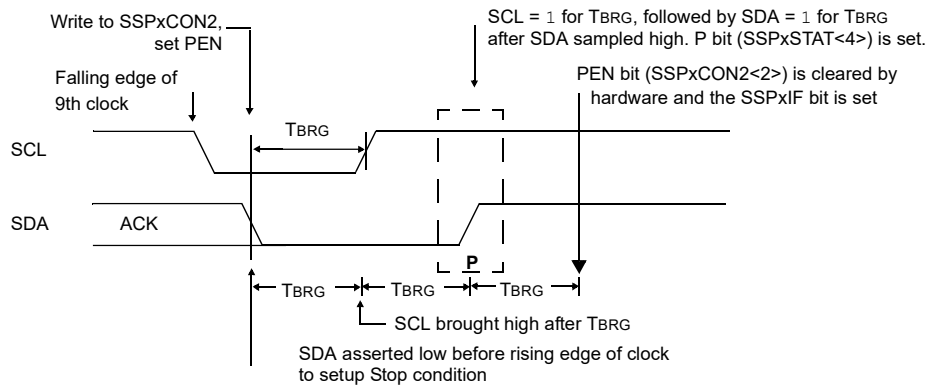 Write to SSPxCON2,
set PEN
SCL = 1 for TBRG, followed by SDA = 1 for TBRG
after SDA sampled high. P bit (SSPxSTAT<4>) is set.
Falling edge of
9th clock
PEN bit (SSPxCON2<2>) is cleared by
hardware and the SSPxIF bit is set
TBRG
SCL
SDA
ACK
P
TBRG
TBRG
TBRG
SCL brought high after TBRG
SDA asserted low before rising edge of clock
to setup Stop condition